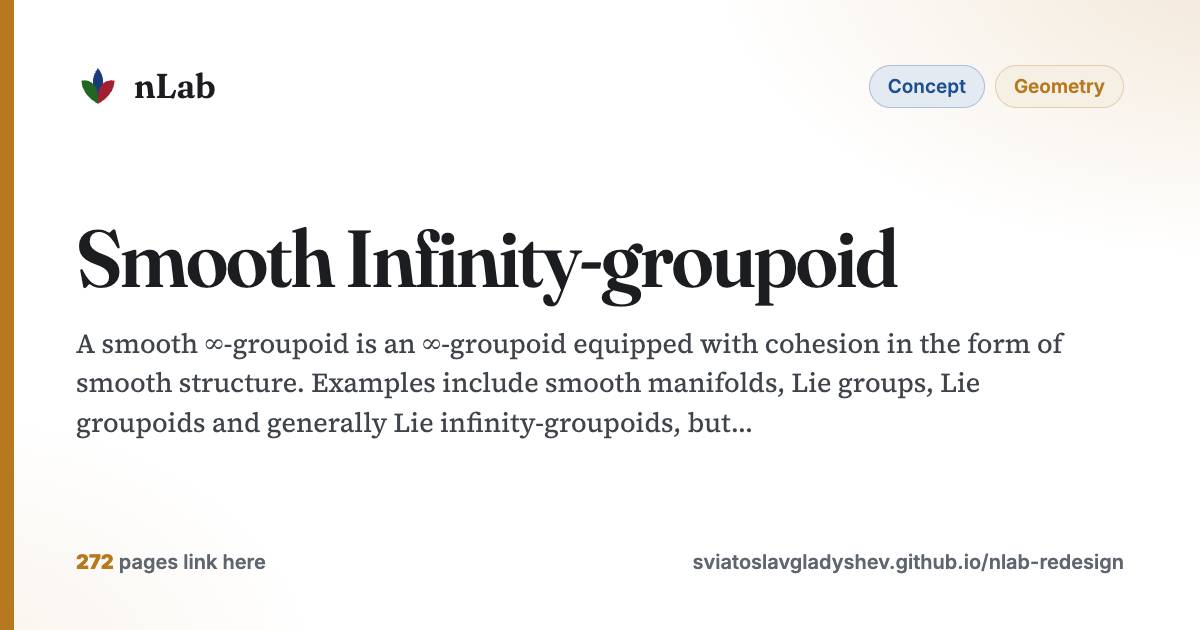 nLab
Concept
Geometry
Smooth Infinity-groupoid
A smooth ∞-groupoid is an ∞-groupoid equipped with cohesion in the form of
smooth structure. Examples include smooth manifolds, Lie groups, Lie
groupoids and generally Lie infinity-groupoids, but...
272 pages link here
sviatoslavgladyshev.github.io/nlab-redesign